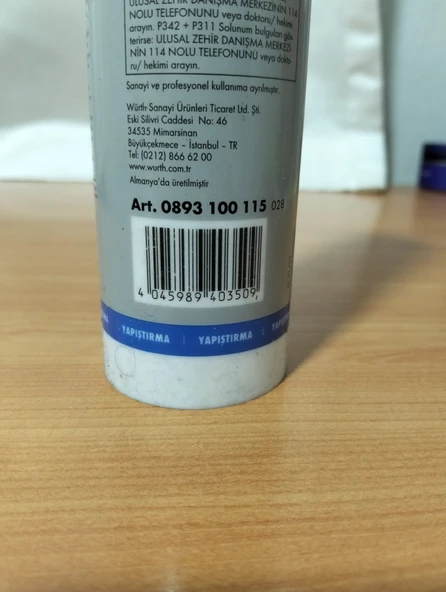 ULUSAL ZEHİR DANIŞMA MERKEZİNİN 114
NOLU TELEFONUNU veya doktoru/ hekimi
arayın. P342 + P311 Solunum bulguları gös-
terirse: ULUSAL ZEHİR DANIŞMA MERKEZİ-
NİN 114 NOLU TELEFONUNU veya dokto-
ru/ hekimi arayın.
Sanayi ve profesyonel kullanıma ayrılmıştır.
Würth Sanayi Ürünleri Ticaret Ltd. Şti.
Eski Silivri Caddesi No: 46
34535 Mimarsinan
Büyükçekmece – İstanbul – TR
Tel: (0212) 866 62 00
www.wurth.com.tr
Almanya'da üretilmiştir
Art. 0893 100 115 028
4 045989 403509
YAPIŞTIRMA | YAPIŞTIRMA